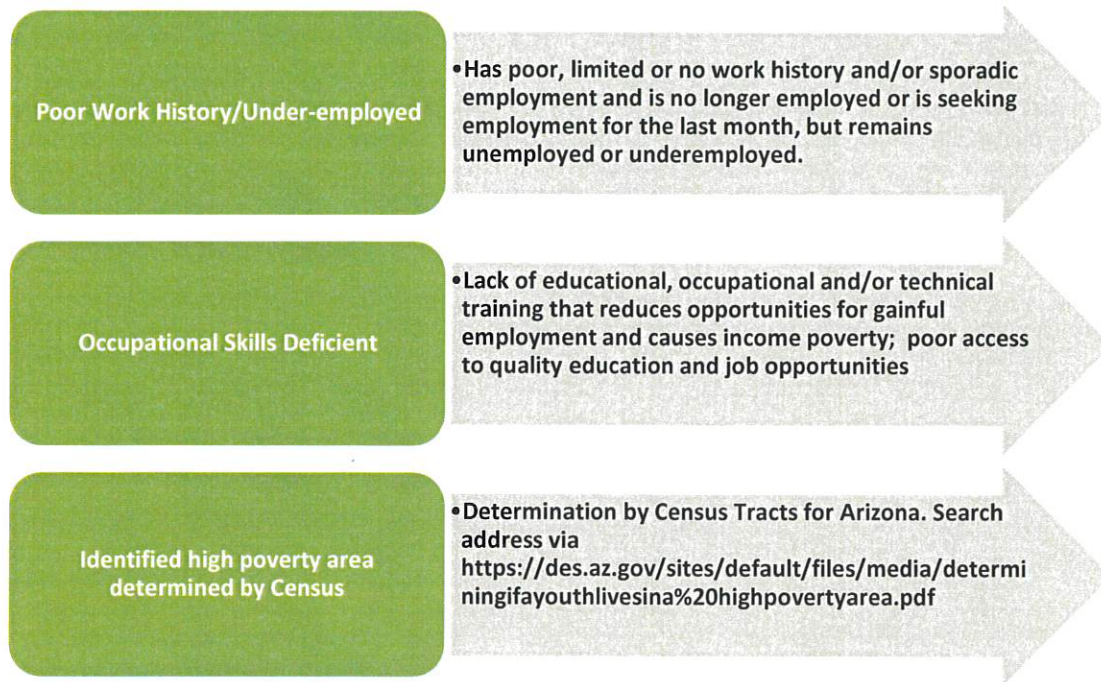 Poor Work History/Under-employed
•Has poor, limited or no work history and/or sporadic
employment and is no longer employed or is seeking
employment for the last month, but remains
unemployed or underemployed.
Occupational Skills Deficient
•Lack of educational, occupational and/or technical
training that reduces opportunities for gainful
employment and causes income poverty;  poor access
to quality education and job opportunities
Identified high poverty area
determined by Census
•Determination by Census Tracts for Arizona. Search
address via
https://des.az.gov/sites/default/files/media/determi
ningifayouthlivesina%20highpovertyarea.pdf